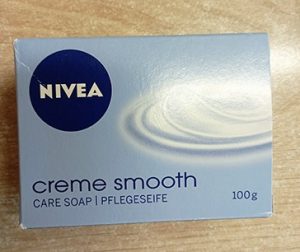 NIVEA
creme smooth
CARE SOAP | PFLEGESEIFE
100g